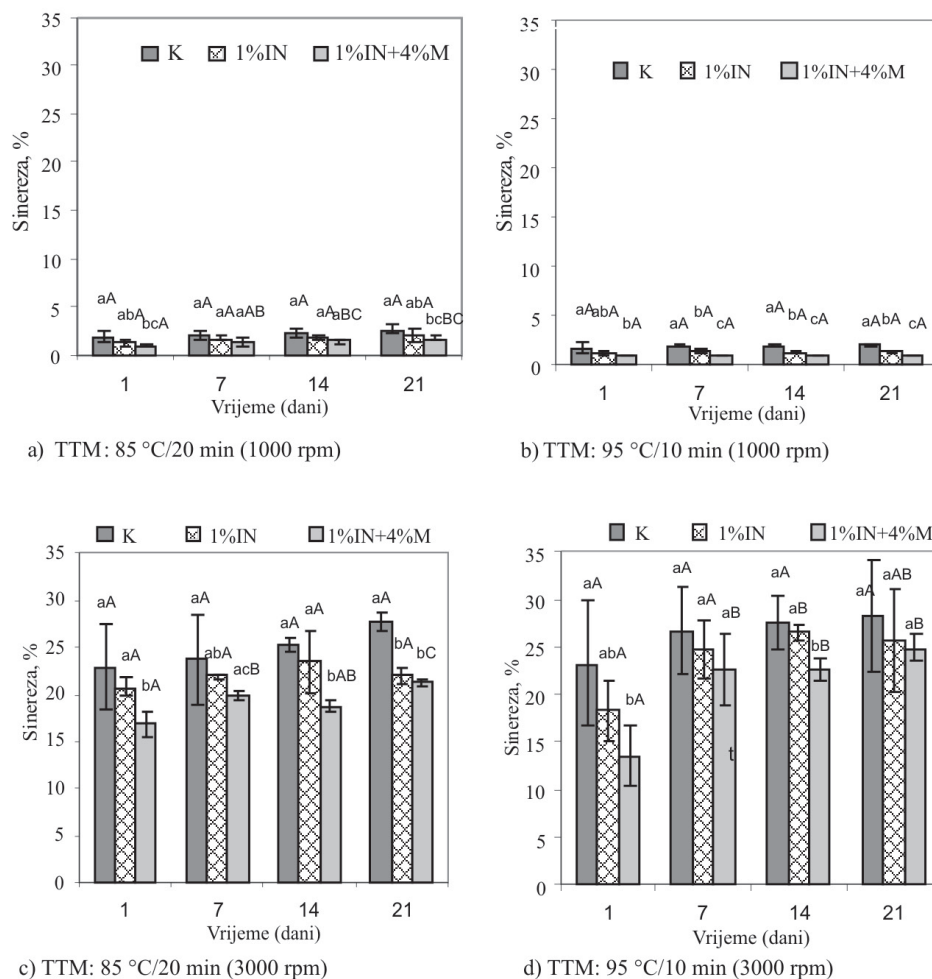 35
30
25
20
15
10
5
0
Sinereza, %
K 1%IN 1%IN+4%M
aA abA bcA aA aA aAB aA aA aBC aA abA bcBC
1 7 14 21
Vrijeme (dani)
a) TTM: 85 °C/20 min (1000 rpm)
35
30
25
20
15
10
5
0
Sinereza, %
K 1%IN 1%IN+4%M
aA abA bA aA bA cA aA bA cA aA bA cA
1 7 14 21
Vrijeme (dani)
b) TTM: 95 °C/10 min (1000 rpm)
K 1%IN 1%IN+4%M
35
30
25
20
15
10
5
0
Sinereza, %
aA aA bA aA abA acB aA aA bAB aA bA bC
1 7 14 21
Vrijeme (dani)
c) TTM: 85 °C/20 min (3000 rpm)
K 1%IN 1%IN+4%M
35
30
25
20
15
10
5
0
Sinereza, %
aA abA bA aA aA aB aA aB bB aA aAB aB
t
1 7 14 21
Vrijeme (dani)
d) TTM: 95 °C/10 min (3000 rpm)